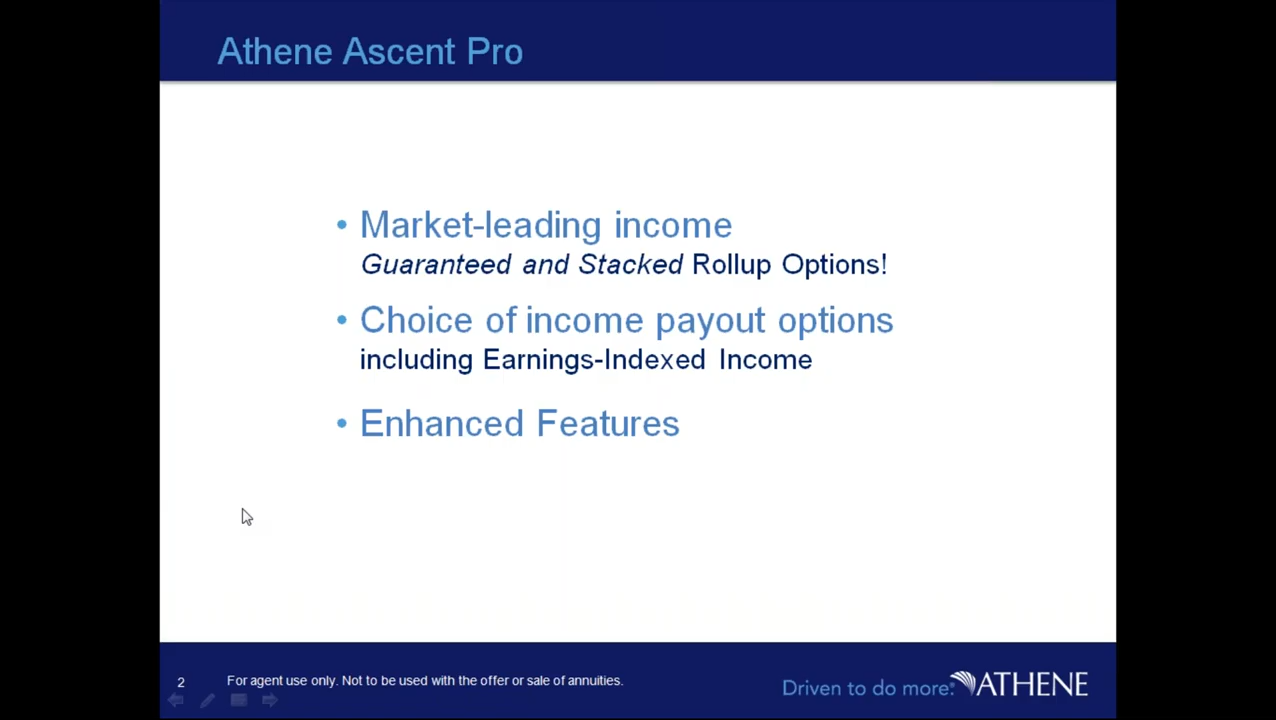 Athene Ascent Pro
• Market-leading income
Guaranteed and Stacked Rollup Options!
• Choice of income payout options
including Earnings-Indexed Income
• Enhanced Features
2
For agent use only. Not to be used with the offer or sale of annuities.
Driven to do more.
ATHENE